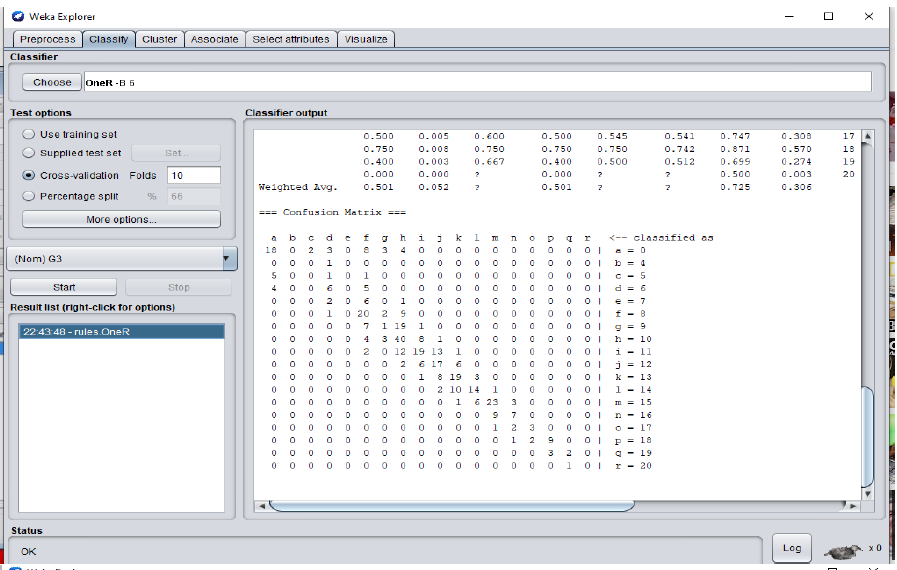 Weka Explorer
Preprocess Classify Cluster Associate Select attributes Visualize
Classifier
Choose OneR -B 6
Test options
Use training set
Supplied test set Set...
Cross-validation Folds 10
Percentage split % 66
More options...
(Nom) G3
Start Stop
Result list (right-click for options)
22:43:48 - rules.OneR
Classifier output
0.500 0.005 0.600 0.500 0.545 0.541 0.747 0.308 17
0.750 0.008 0.750 0.750 0.750 0.742 0.871 0.570 18
0.400 0.003 0.667 0.400 0.500 0.512 0.699 0.274 19
0.000 0.000 ? 0.000 ? ? 0.500 0.003 20
Weighted Avg. 0.501 0.052 ? 0.501 ? ? 0.725 0.306
=== Confusion Matrix ===
a b c d e f g h i j k l m n o p q r <-- classified as
18 0 2 3 0 8 3 4 0 0 0 0 0 0 0 0 0 0 | a = 0
0 0 0 1 0 0 0 0 0 0 0 0 0 0 0 0 0 0 | b = 4
5 0 0 1 0 1 0 0 0 0 0 0 0 0 0 0 0 0 | c = 5
4 0 0 6 0 5 0 0 0 0 0 0 0 0 0 0 0 0 | d = 6
0 0 0 2 0 6 0 1 0 0 0 0 0 0 0 0 0 0 | e = 7
0 0 0 1 0 20 2 9 0 0 0 0 0 0 0 0 0 0 | f = 8
0 0 0 0 0 7 1 19 1 0 0 0 0 0 0 0 0 0 | g = 9
0 0 0 0 0 4 3 40 8 1 0 0 0 0 0 0 0 0 | h = 10
0 0 0 0 0 2 0 12 19 13 1 0 0 0 0 0 0 0 | i = 11
0 0 0 0 0 0 0 2 6 17 6 0 0 0 0 0 0 0 | j = 12
0 0 0 0 0 0 0 0 1 8 19 3 0 0 0 0 0 0 | k = 13
0 0 0 0 0 0 0 0 0 2 10 14 1 0 0 0 0 0 | l = 14
0 0 0 0 0 0 0 0 0 0 1 6 23 3 0 0 0 0 | m = 15
0 0 0 0 0 0 0 0 0 0 0 0 9 7 0 0 0 0 | n = 16
0 0 0 0 0 0 0 0 0 0 0 0 1 2 3 0 0 0 | o = 17
0 0 0 0 0 0 0 0 0 0 0 0 0 1 2 9 0 0 | p = 18
0 0 0 0 0 0 0 0 0 0 0 0 0 0 0 3 2 0 | q = 19
0 0 0 0 0 0 0 0 0 0 0 0 0 0 0 0 1 0 | r = 20
Status
OK
Log
x 0